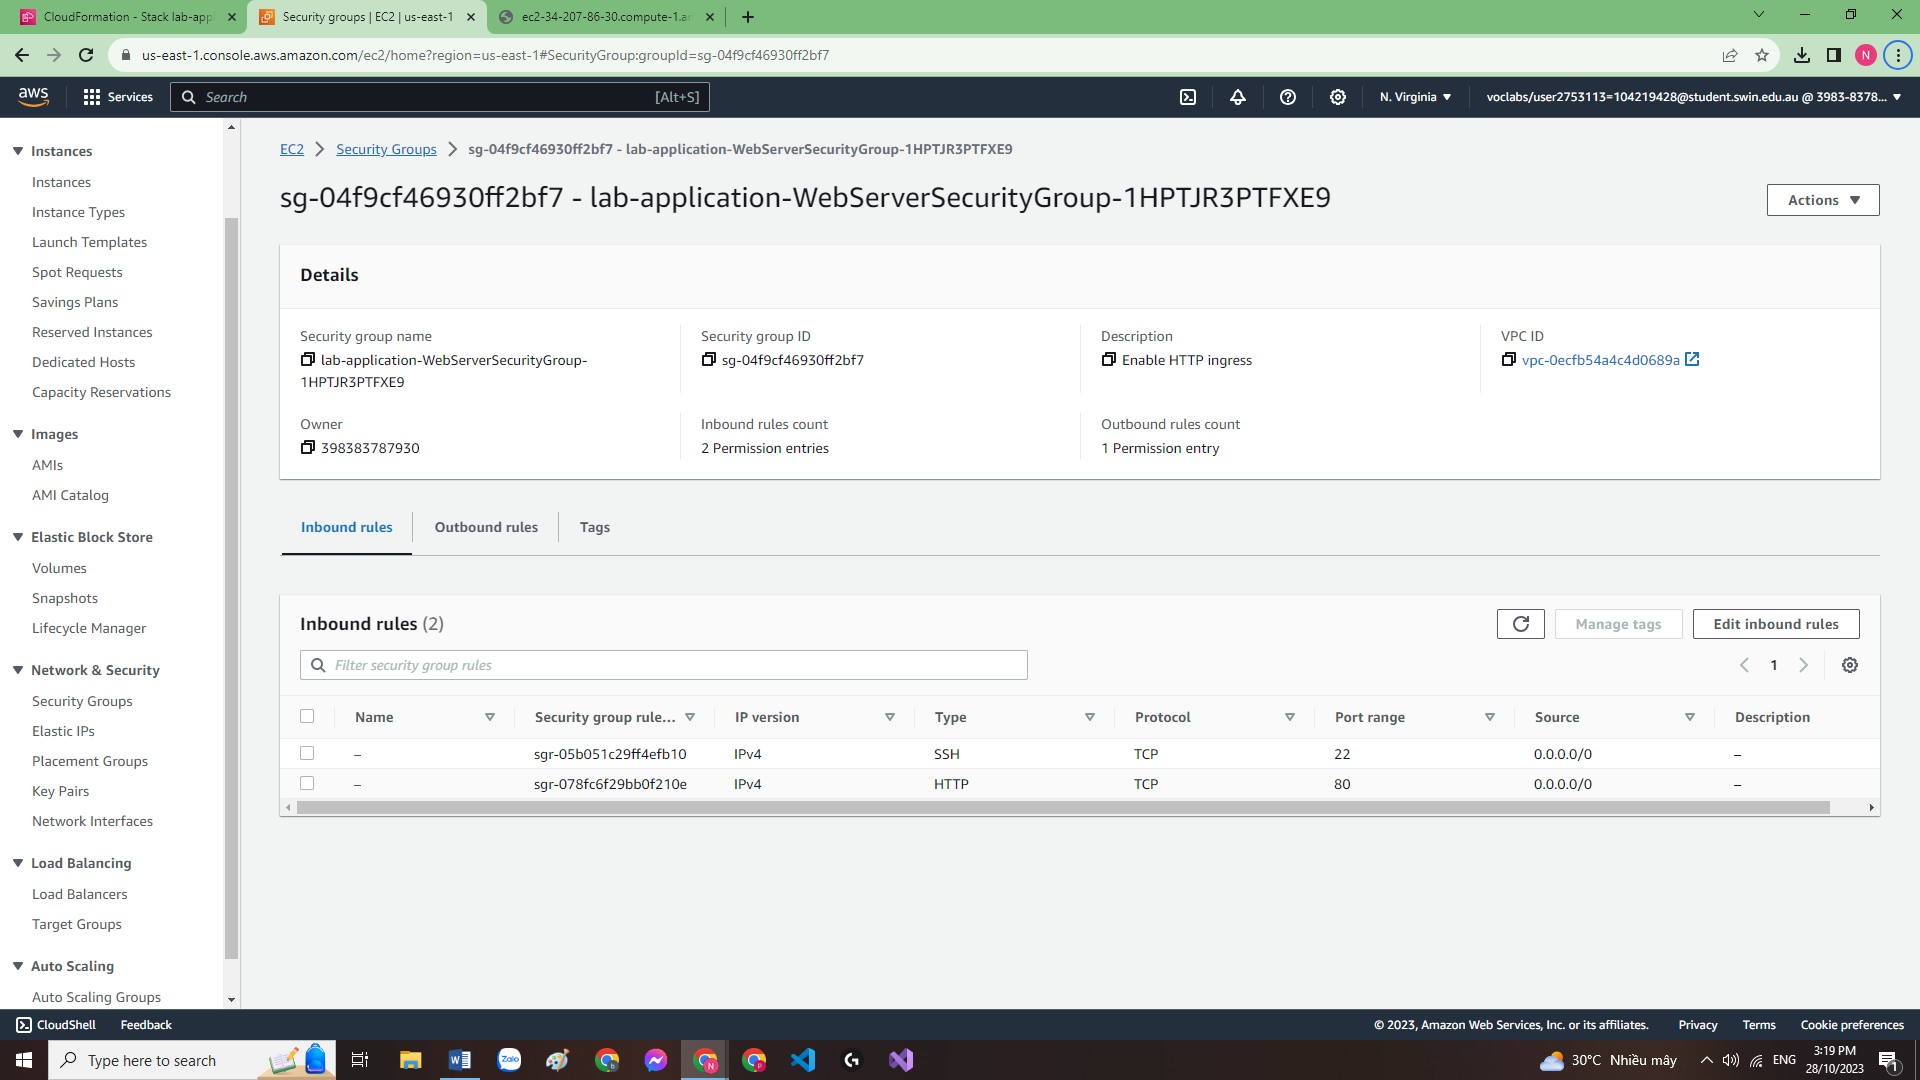 CloudFormation - Stack lab-appl
Security groups | EC2 | us-east-1
ec2-34-207-86-30.compute-1.am
us-east-1.console.aws.amazon.com/ec2/home?region=us-east-1#SecurityGroup:groupId=sg-04f9cf46930ff2bf7
N
aws
Services
Search
[Alt+S]
N. Virginia
voclabs/user2753113=104219428@student.swin.edu.au @ 3983-8378...
Instances
Instances
Instance Types
Launch Templates
Spot Requests
Savings Plans
Reserved Instances
Dedicated Hosts
Capacity Reservations
Images
AMIs
AMI Catalog
Elastic Block Store
Volumes
Snapshots
Lifecycle Manager
Network & Security
Security Groups
Elastic IPs
Placement Groups
Key Pairs
Network Interfaces
Load Balancing
Load Balancers
Target Groups
Auto Scaling
Auto Scaling Groups
EC2
Security Groups
sg-04f9cf46930ff2bf7 - lab-application-WebServerSecurityGroup-1HPTJR3PTFXE9
sg-04f9cf46930ff2bf7 - lab-application-WebServerSecurityGroup-1HPTJR3PTFXE9
Actions
Details
Security group name
lab-application-WebServerSecurityGroup-
1HPTJR3PTFXE9
Security group ID
sg-04f9cf46930ff2bf7
Description
Enable HTTP ingress
VPC ID
vpc-0ecfb54a4c4d0689a
Owner
398383787930
Inbound rules count
2 Permission entries
Outbound rules count
1 Permission entry
Inbound rules
Outbound rules
Tags
Inbound rules (2)
Manage tags
Edit inbound rules
Filter security group rules
1
Name Security group rule... IP version Type Protocol Port range Source Description
– sgr-05b051c29ff4efb10 IPv4 SSH TCP 22 0.0.0.0/0 –
– sgr-078fc6f29bb0f210e IPv4 HTTP TCP 80 0.0.0.0/0 –
CloudShell
Feedback
© 2023, Amazon Web Services, Inc. or its affiliates.
Privacy
Terms
Cookie preferences
Type here to search
Zalo
30°C Nhiều mây
ENG
3:19 PM
28/10/2023
1